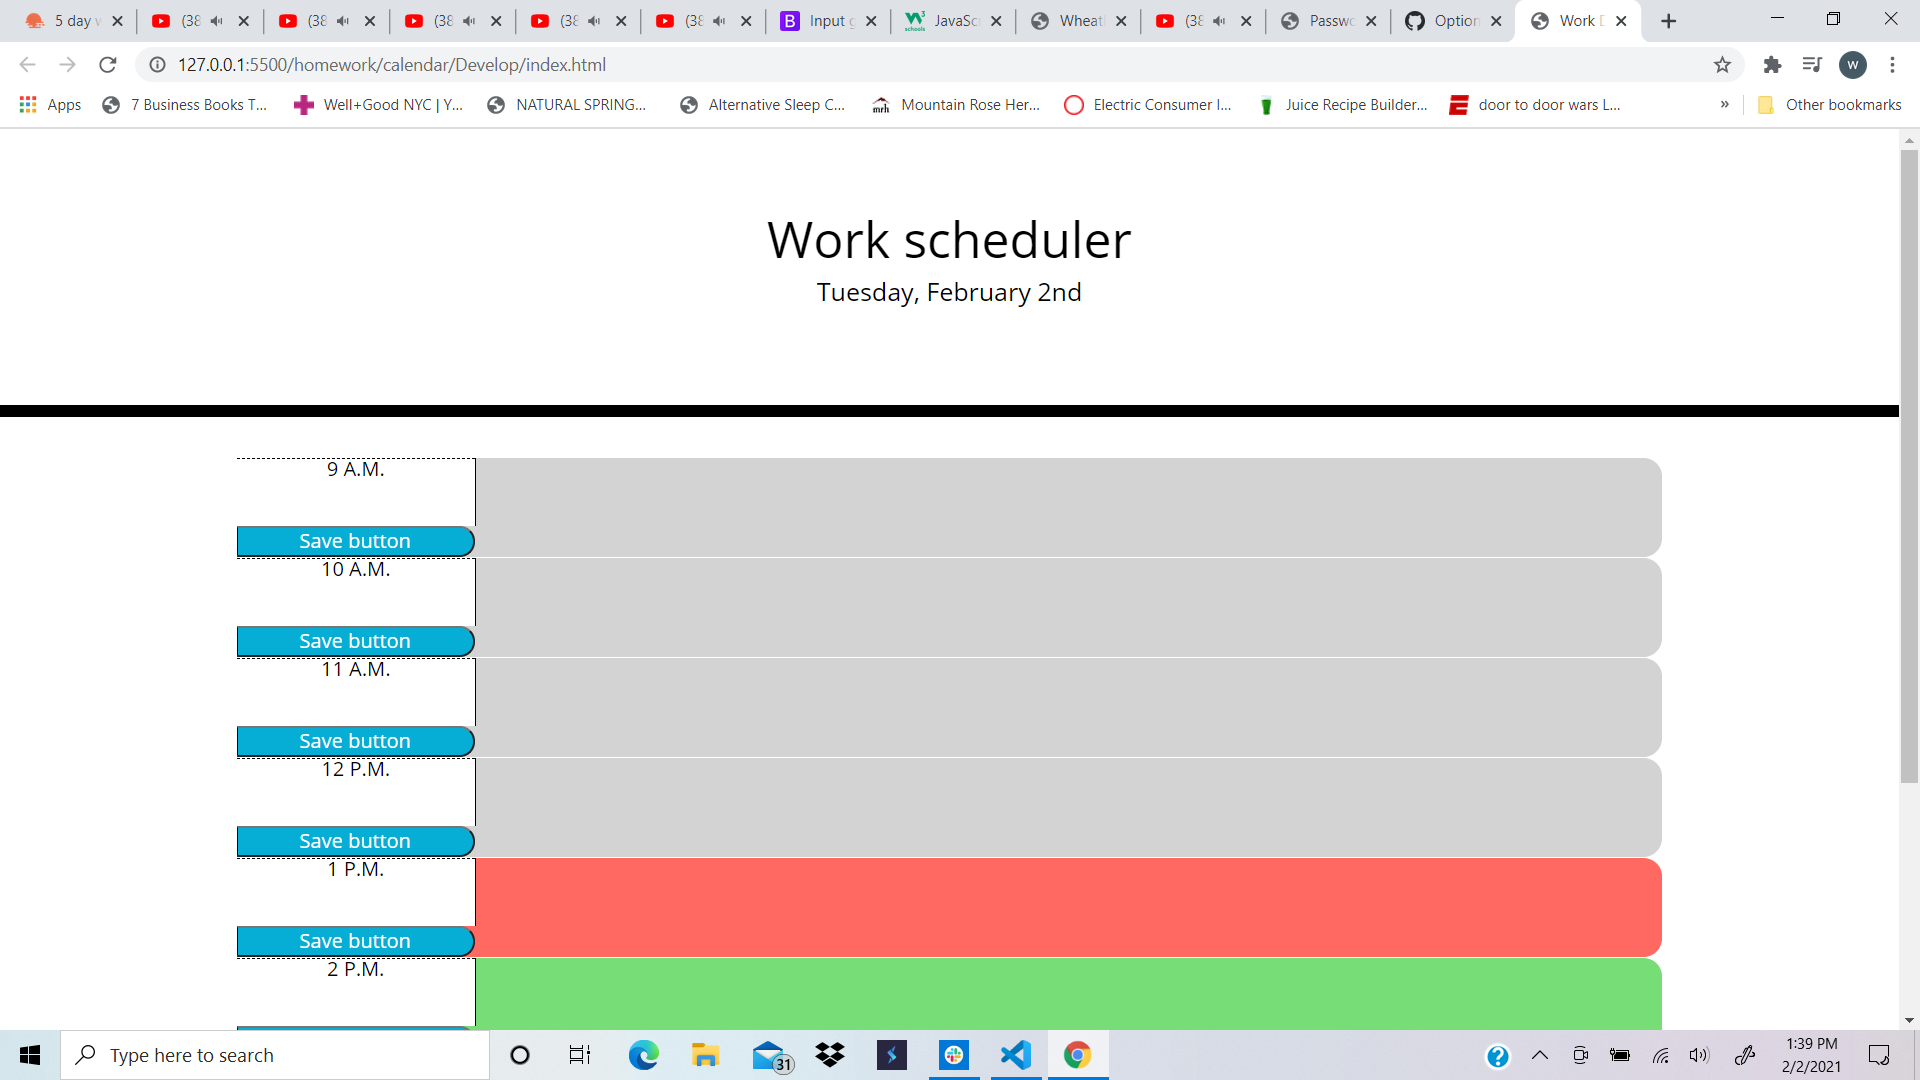 5 day w
(38
(38
(38
(38
(38
Input g
JavaSc
Wheat
(38
Passwo
Option
Work D
127.0.0.1:5500/homework/calendar/Develop/index.html
W
Apps
7 Business Books T...
Well+Good NYC | Y...
NATURAL SPRING...
Alternative Sleep C...
mrh
Mountain Rose Her...
Electric Consumer I...
Juice Recipe Builder...
door to door wars L...
»
Other bookmarks
Work scheduler
Tuesday, February 2nd
9 A.M.
Save button
10 A.M.
Save button
11 A.M.
Save button
12 P.M.
Save button
1 P.M.
Save button
2 P.M.
Type here to search
31
1:39 PM
2/2/2021